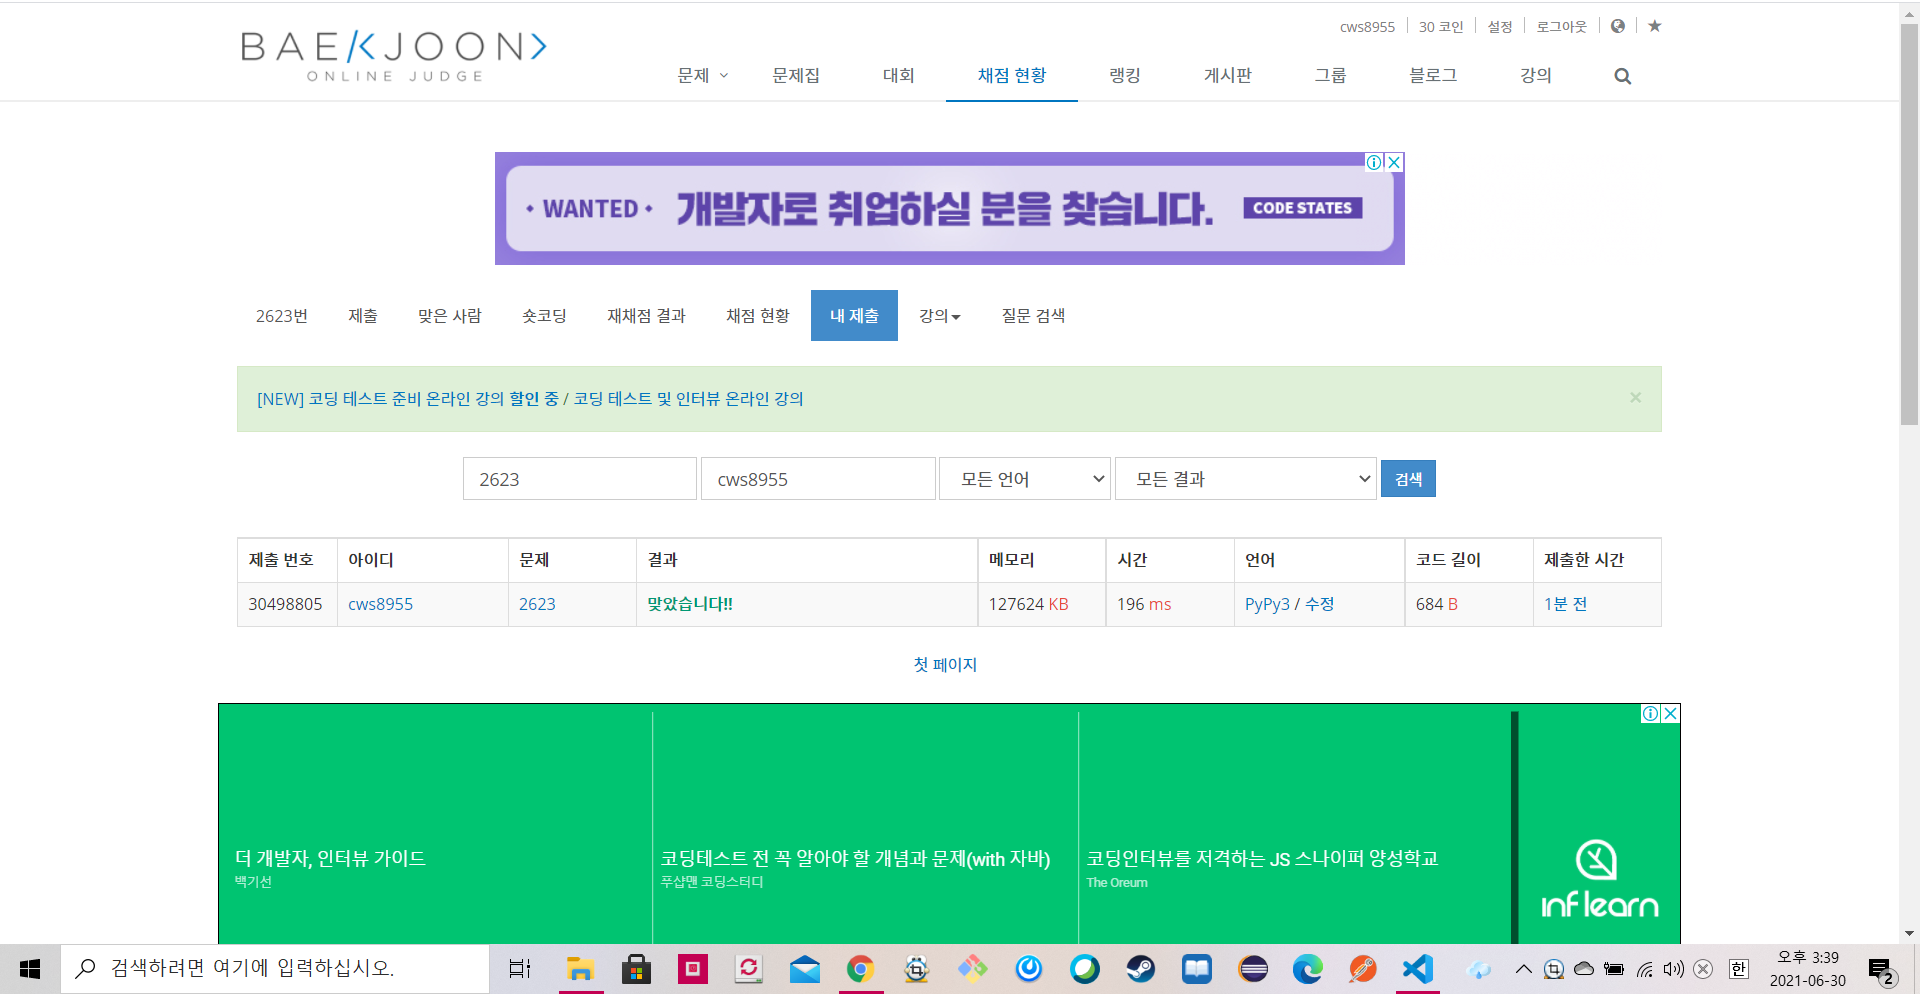 cws8955 30 코인 설정 로그아웃
BAEKJOON>
ONLINE JUDGE
문제 문제집 대회 채점 현황 랭킹 게시판 그룹 블로그 강의
• WANTED • 개발자로 취업하실 분을 찾습니다. CODE STATES
2623번 제출 맞은 사람 숏코딩 재채점 결과 채점 현황 내 제출 강의 질문 검색
[NEW] 코딩 테스트 준비 온라인 강의 할인 중 / 코딩 테스트 및 인터뷰 온라인 강의 ×
2623 cws8955 모든 언어 모든 결과 검색
제출 번호 아이디 문제 결과 메모리 시간 언어 코드 길이 제출한 시간
30498805 cws8955 2623 맞았습니다!! 127624 KB 196 ms PyPy3 / 수정 684 B 1분 전
첫 페이지
더 개발자, 인터뷰 가이드
백기선
코딩테스트 전 꼭 알아야 할 개념과 문제(with 자바)
푸샵맨 코딩스터디
코딩인터뷰를 저격하는 JS 스나이퍼 양성학교
The Oreum
inflearn
검색하려면 여기에 입력하십시오.
한
오후 3:39
2021-06-30
2